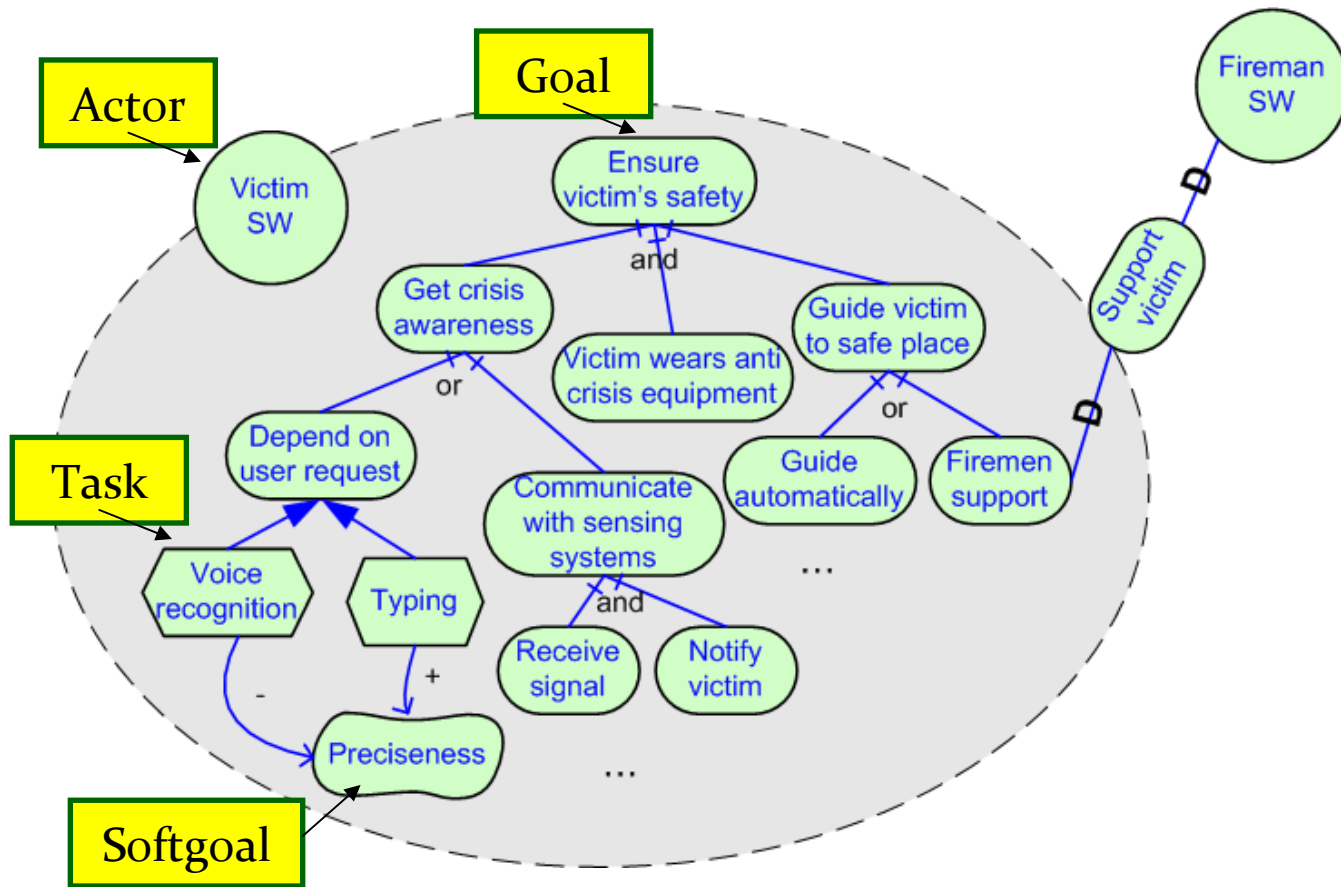 Goal
Fireman
SW
Actor
Ensure
victim's safety
Victim
SW
D
and
Support
victim
Get crisis
awareness
Guide victim
to safe place
Victim wears anti
crisis equipment
or
or
D
Depend on
user request
Guide
automatically
Firemen
support
Task
Communicate
with sensing
systems
...
Voice
recognition
Typing
and
Receive
signal
Notify
victim
-
+
Preciseness
...
Softgoal